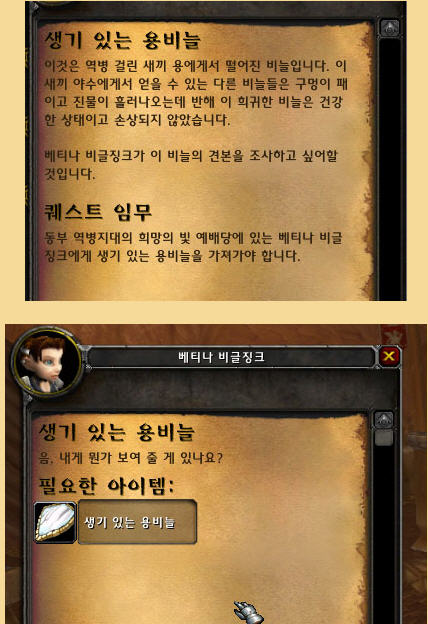 생기 있는 용비늘
이것은 역병 걸린 새끼 용에게서 떨어진 비늘입니다. 이
새끼 야수에게서 얻을 수 있는 다른 비늘들은 구멍이 패
이고 진물이 흘러나오는데 반해 이 희귀한 비늘은 건강
한 상태이고 손상되지 않았습니다.
베티나 비글징크가 이 비늘의 견본을 조사하고 싶어할
것입니다.
퀘스트 임무
동부 역병지대의 희망의 빛 예배당에 있는 베티나 비글
징크에게 생기 있는 용비늘을 가져가야 합니다.
베티나 비글징크
생기 있는 용비늘
음, 내게 뭔가 보여 줄 게 있나요?
필요한 아이템:
생기 있는 용비늘